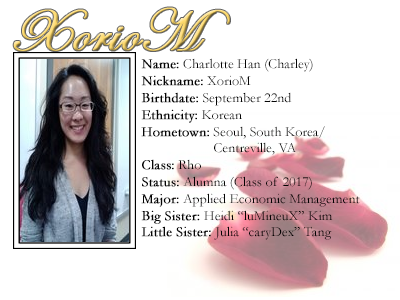 XorioM
Name: Charlotte Han (Charley)
Nickname: XorioM
Birthdate: September 22nd
Ethnicity: Korean
Hometown: Seoul, South Korea/
Centreville, VA
Class: Rho
Status: Alumna (Class of 2017)
Major: Applied Economic Management
Big Sister: Heidi “luMineuX” Kim
Little Sister: Julia “caryDex” Tang